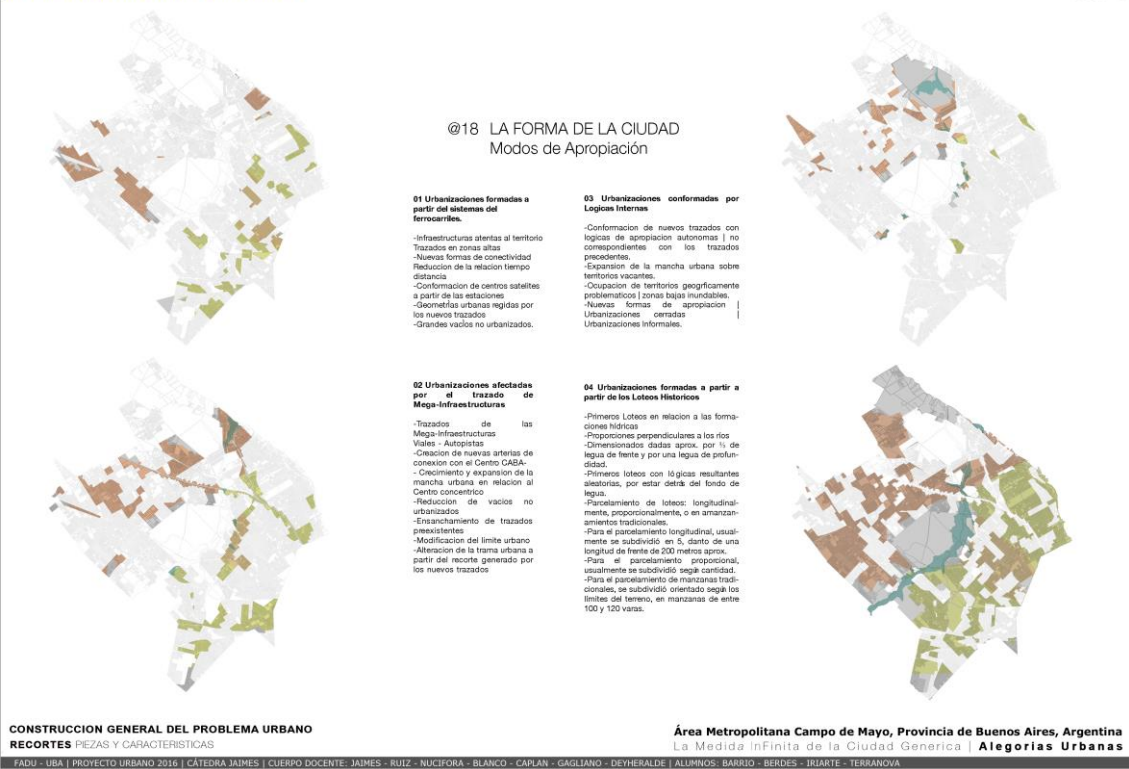 @18 LA FORMA DE LA CIUDAD
Modos de Apropiación
01 Urbanizaciones formadas a
partir del sistemas del
ferrocarriles.
-Infraestructuras atentas al territorio
Trazados en zonas altas
-Nuevas formas de conectividad
Reduccion de la relacion tiempo
distancia
-Conformacion de centros satelites
a partir de las estaciones
-Geometrías urbanas regidas por
los nuevos trazados
-Grandes vacíos no urbanizados.
03 Urbanizaciones conformadas por
Logicas Internas
-Conformacion de nuevos trazados con
logicas de apropiacion autonomas | no
correspondientes con los trazados
precedentes.
-Expansion de la mancha urbana sobre
territorios vacantes.
-Ocupacion de territorios geogrficamente
problematicos | zonas bajas inundables.
-Nuevas formas de apropiacion |
Urbanizaciones cerradas |
Urbanizaciones Informales.
02 Urbanizaciones afectadas
por el trazado de
Mega-Infraestructuras
-Trazados de las
Mega-Infraestructuras
Viales - Autopistas
-Creacion de nuevas arterias de
conexion con el Centro CABA-
- Crecimiento y expansion de la
mancha urbana en relacion al
Centro concentrico
-Reduccion de vacios no
urbanizados
-Ensanchamiento de trazados
preexistentes
-Modificacion del limite urbano
-Alteracion de la trama urbana a
partir del recorte generado por
los nuevos trazados
04 Urbanizaciones formadas a partir a
partir de los Loteos Historicos
-Primeros Loteos en relacion a las forma-
ciones hídricas
-Proporciones perpendiculares a los ríos
-Dimensionados dadas aprox. por ½ de
legua de frente y por una legua de profun-
didad.
-Primeros loteos con lógicas resultantes
aleatorias, por estar detrás del fondo de
legua.
-Parcelamiento de loteos: longitudinal-
mente, proporcionalmente, o en amanzan-
amientos tradicionales.
-Para el parcelamiento longitudinal, usual-
mente se subdividió en 5, danto de una
longitud de frente de 200 metros aprox.
-Para el parcelamiento proporcional,
usualmente se subdividió según cantidad.
-Para el parcelamiento de manzanas tradi-
cionales, se subdividió orientado según los
límites del terreno, en manzanas de entre
100 y 120 varas.
CONSTRUCCION GENERAL DEL PROBLEMA URBANO
RECORTES PIEZAS Y CARACTERISTICAS
Área Metropolitana Campo de Mayo, Provincia de Buenos Aires, Argentina
La Medida InFinita de la Ciudad Generica | Alegorias Urbanas
FADU - UBA | PROYECTO URBANO 2016 | CÁTEDRA JAIMES | CUERPO DOCENTE: JAIMES - RUIZ - NUCIFORA - BLANCO - CAPLAN - GAGLIANO - DEYHERALDE | ALUMNOS: BARRIO - BERDES - IRIARTE - TERRANOVA